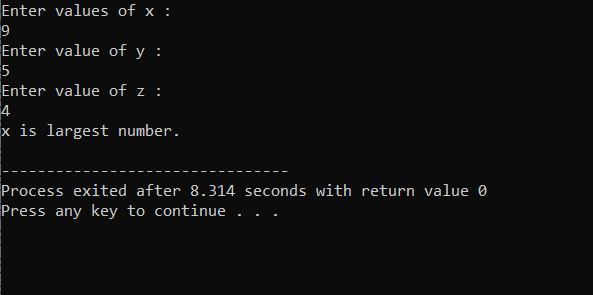 Enter values of x :
9
Enter value of y :
5
Enter value of z :
4
x is largest number.

--------------------------------
Process exited after 8.314 seconds with return value 0
Press any key to continue . . .